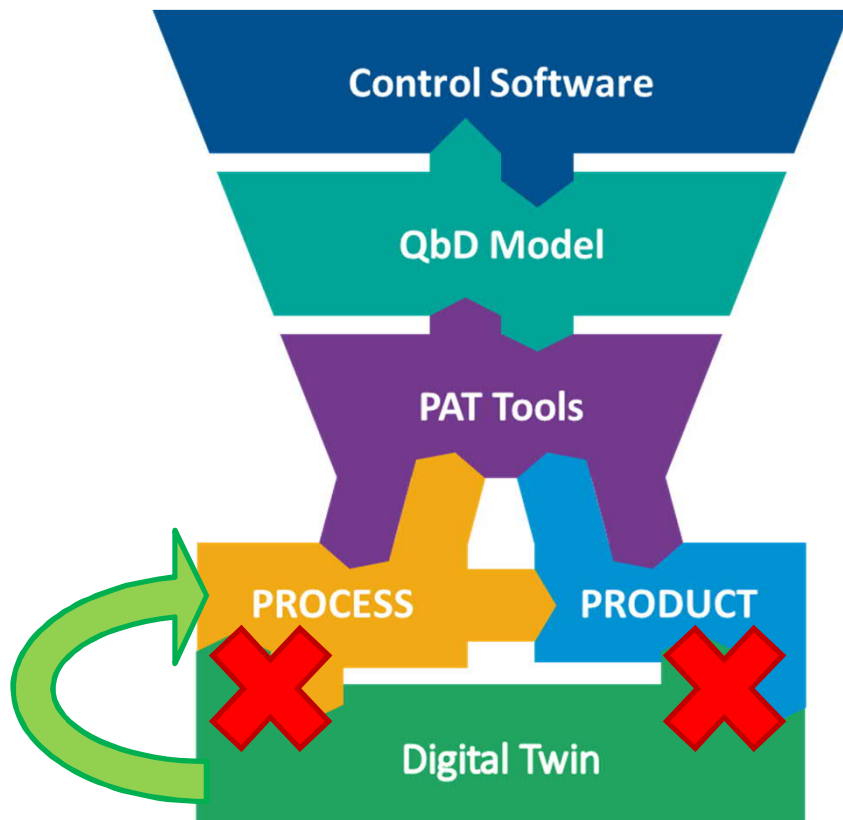 Control Software
QbD Model
PAT Tools
PROCESS
PRODUCT
Digital Twin